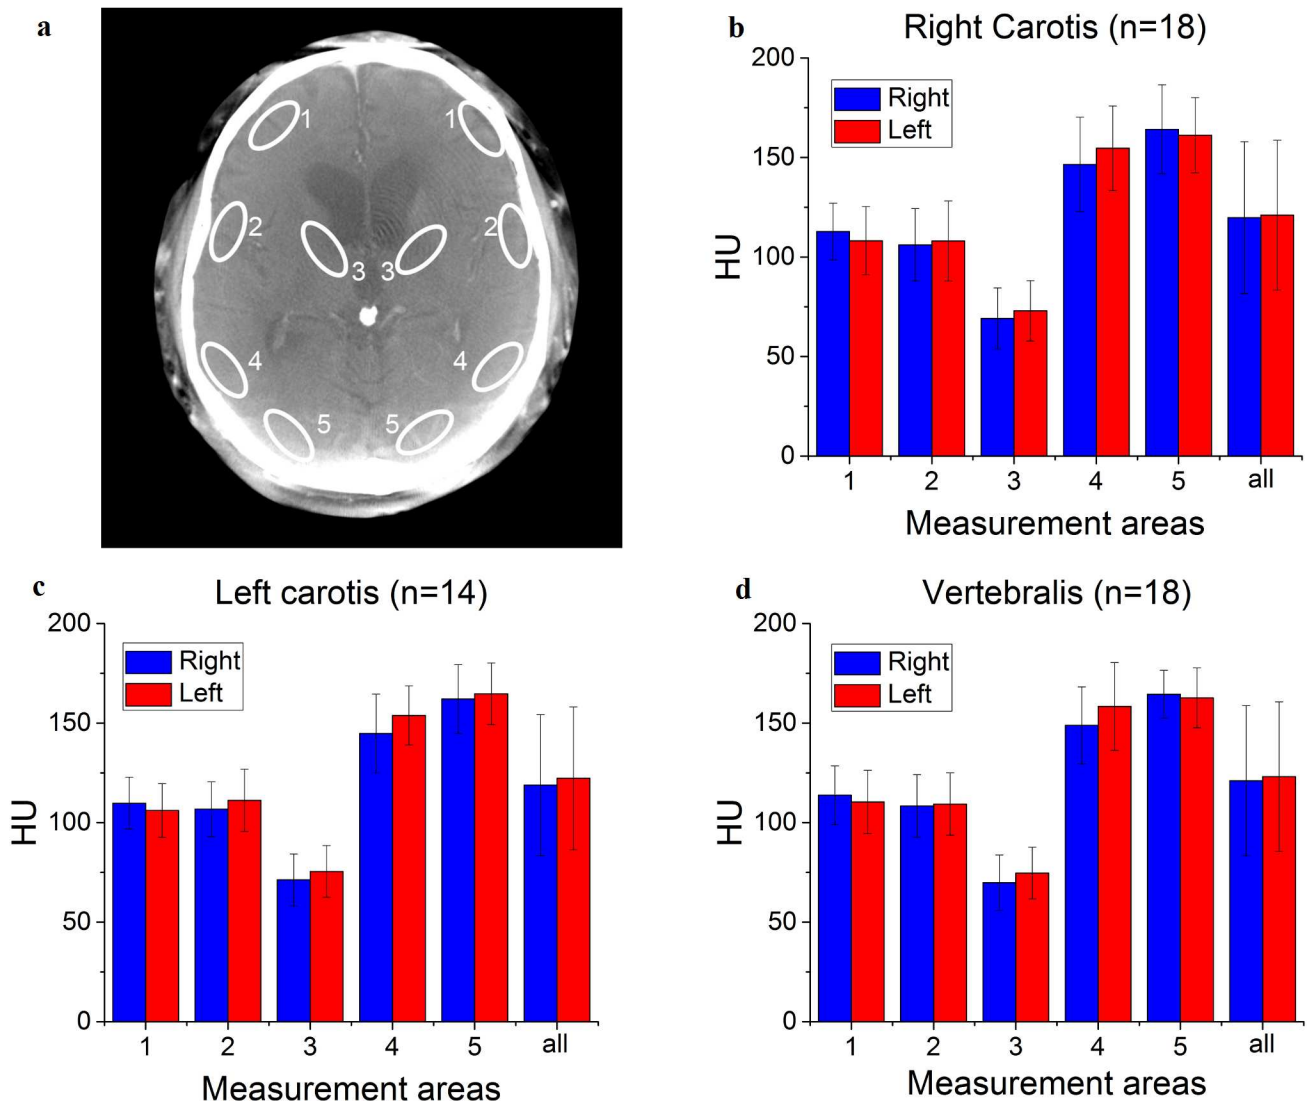 a
1 1
2 2
3 3
4 4
5 5
b
Right Carotis (n=18)
200
150
100
50
0
HU
Right
Left
1 2 3 4 5 all
Measurement areas
c
Left carotis (n=14)
200
150
100
50
0
HU
Right
Left
1 2 3 4 5 all
Measurement areas
d
Vertebralis (n=18)
200
150
100
50
0
HU
Right
Left
1 2 3 4 5 all
Measurement areas